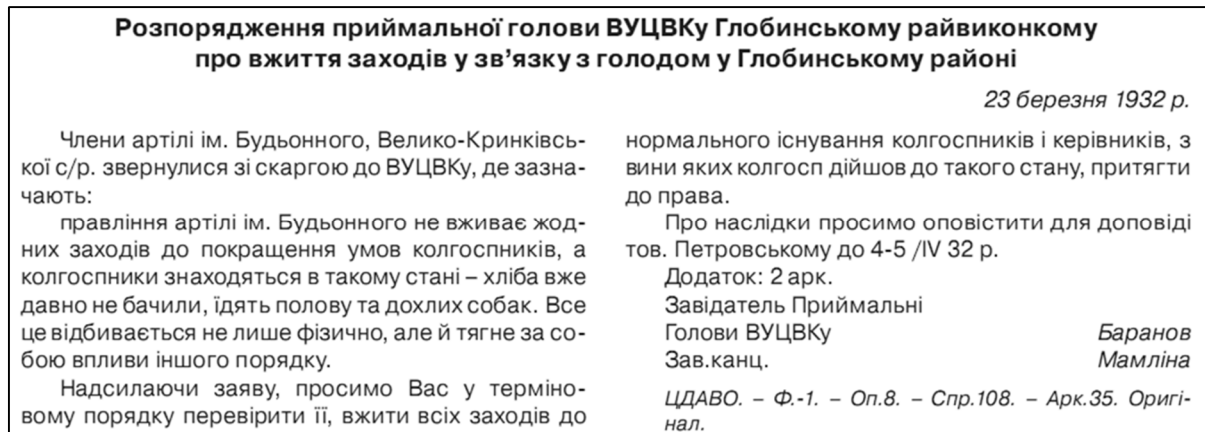 Розпорядження приймальної голови ВУЦВКу Глобинському райвиконкому
про вжиття заходів у зв’язку з голодом у Глобинському районі
23 березня 1932 р.
Члени артілі ім. Будьонного, Велико-Кринківсь-
кої с/р. звернулися зі скаргою до ВУЦВКу, де зазна-
чають:
правління артілі ім. Будьонного не вживає жод-
них заходів до покращення умов колгоспників, а
колгоспники знаходяться в такому стані – хліба вже
давно не бачили, їдять полову та дохлих собак. Все
це відбивається не лише фізично, але й тягне за со-
бою впливи іншого порядку.
Надсилаючи заяву, просимо Вас у терміно-
вому порядку перевірити її, вжити всіх заходів до
нормального існування колгоспників і керівників, з
вини яких колгосп дійшов до такого стану, притягти
до права.
Про наслідки просимо оповістити для доповіді
тов. Петровському до 4-5 /IV 32 р.
Додаток: 2 арк.
Завідатель Приймальні
Голови ВУЦВКу Баранов
Зав.канц. Мамліна
ЦДАВО. – Ф.-1. – Оп.8. – Спр.108. – Арк.35. Оригі-
нал.